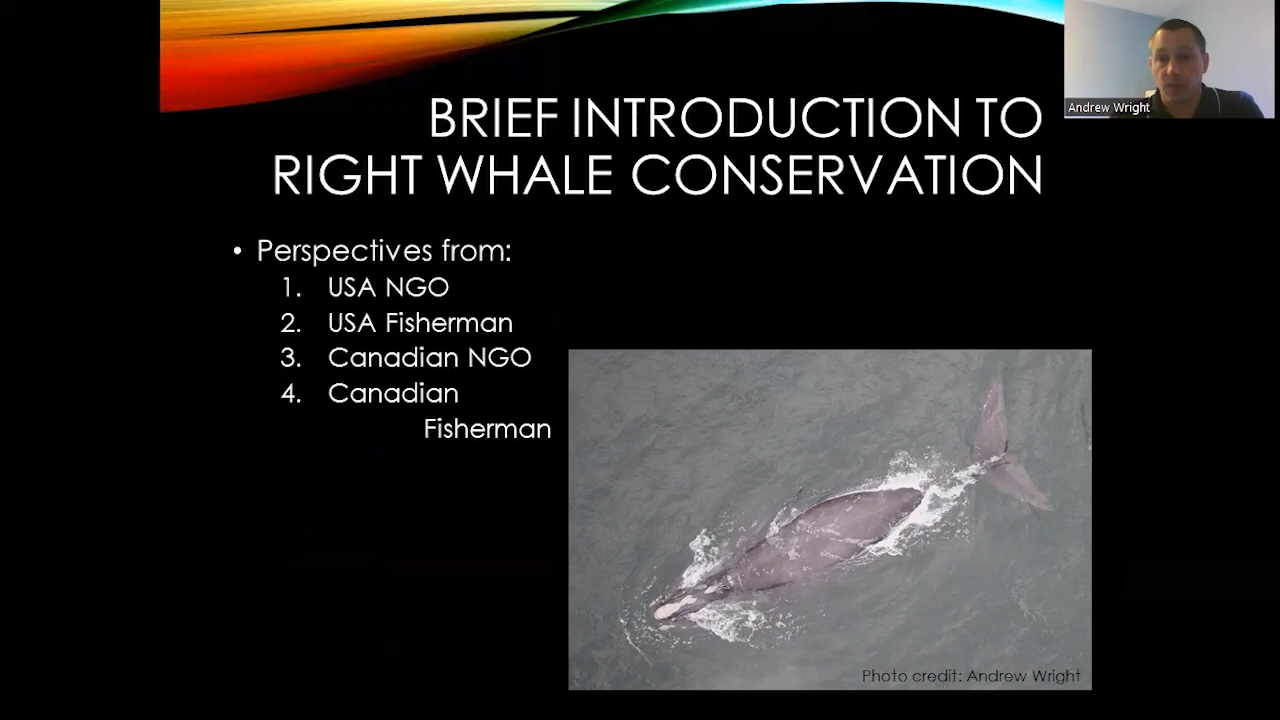 BRIEF INTRODUCTION TO
RIGHT WHALE CONSERVATION
Andrew Wright
• Perspectives from:
1. USA NGO
2. USA Fisherman
3. Canadian NGO
4. Canadian
Fisherman
Photo credit: Andrew Wright